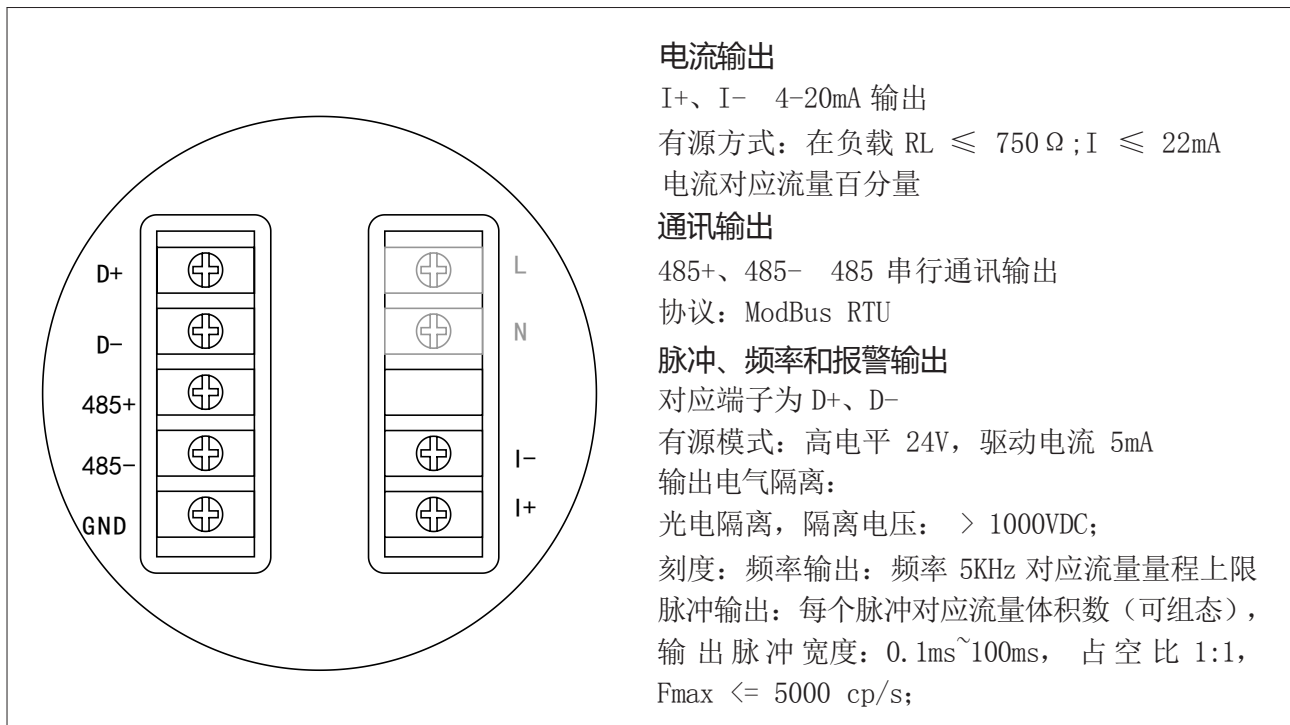 D+
D-
485+
485-
GND
L
N
I-
I+
电流输出
I+、I- 4-20mA 输出
有源方式：在负载 RL ≤ 750Ω;I ≤ 22mA
电流对应流量百分量
通讯输出
485+、485- 485 串行通讯输出
协议：ModBus RTU
脉冲、频率和报警输出
对应端子为 D+、D-
有源模式：高电平 24V，驱动电流 5mA
输出电气隔离：
光电隔离，隔离电压： > 1000VDC；
刻度：频率输出：频率 5KHz 对应流量量程上限
脉冲输出：每个脉冲对应流量体积数（可组态），
输出脉冲宽度：0.1ms~100ms， 占空比 1:1，
Fmax <= 5000 cp/s；